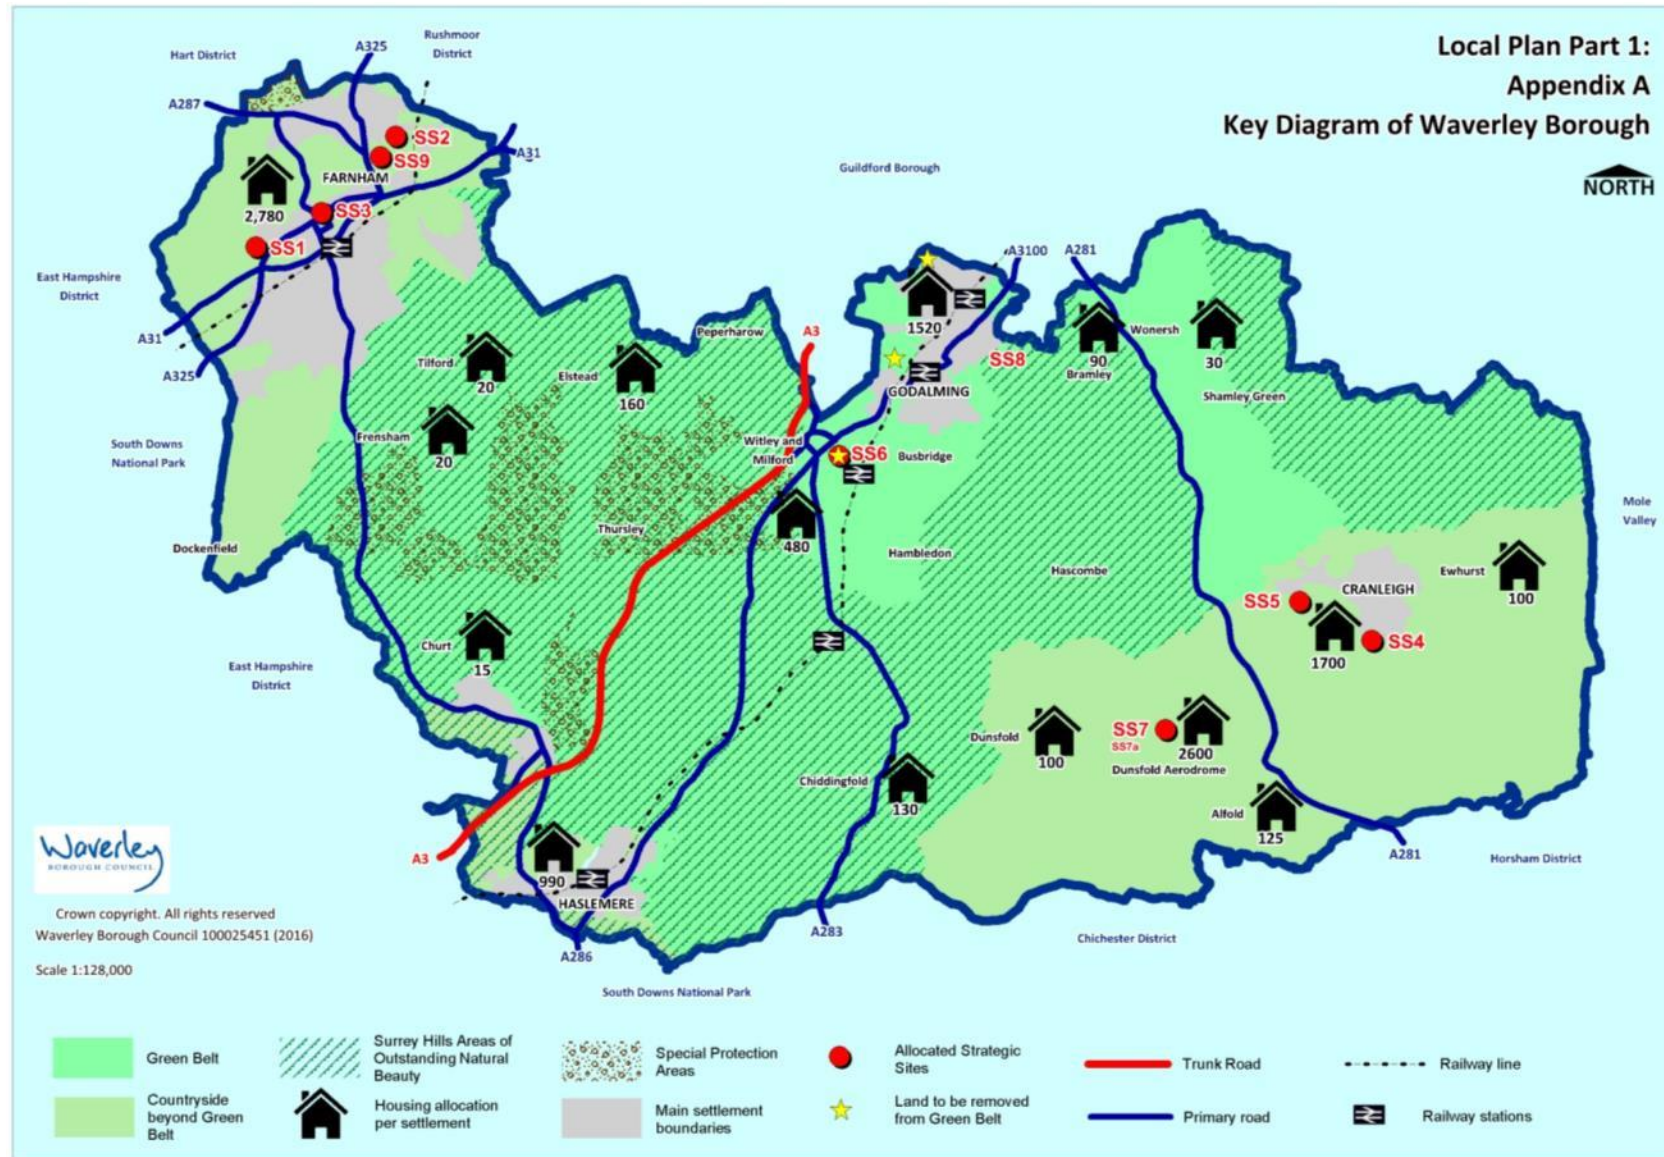 Local Plan Part 1:
Appendix A
Key Diagram of Waverley Borough
NORTH
Hart District
A325
Rushmoor
District
A287
SS2
SS9
A31
FARNHAM
2,780
SS3
SS1
Guildford Borough
East Hampshire
District
A31
A325
A3100
A281
1520
Peperharow
A3
SS8
90
Bramley
Wonersh
30
Shamley Green
Tilford
20
Elstead
160
GODALMING
South Downs
National Park
Frensham
20
Witley and
Milford
SS6
Busbridge
480
Thursley
Hambledon
Hascombe
Mole
Valley
Dockenfield
Ewhurst
100
CRANLEIGH
SS5
1700
SS4
East Hampshire
District
Churt
15
Dunsfold
100
SS7
SS7a
2600
Dunsfold Aerodrome
Chiddingfold
130
Alfold
125
A281
Horsham District
A3
990
HASLEMERE
A286
A283
Chichester District
South Downs National Park
Waverley
BOROUGH COUNCIL
Crown copyright. All rights reserved
Waverley Borough Council 100025451 (2016)
Scale 1:128,000
Green Belt
Surrey Hills Areas of
Outstanding Natural
Beauty
Special Protection
Areas
Allocated Strategic
Sites
Trunk Road
Railway line
Countryside
beyond Green
Belt
Housing allocation
per settlement
Main settlement
boundaries
Land to be removed
from Green Belt
Primary road
Railway stations